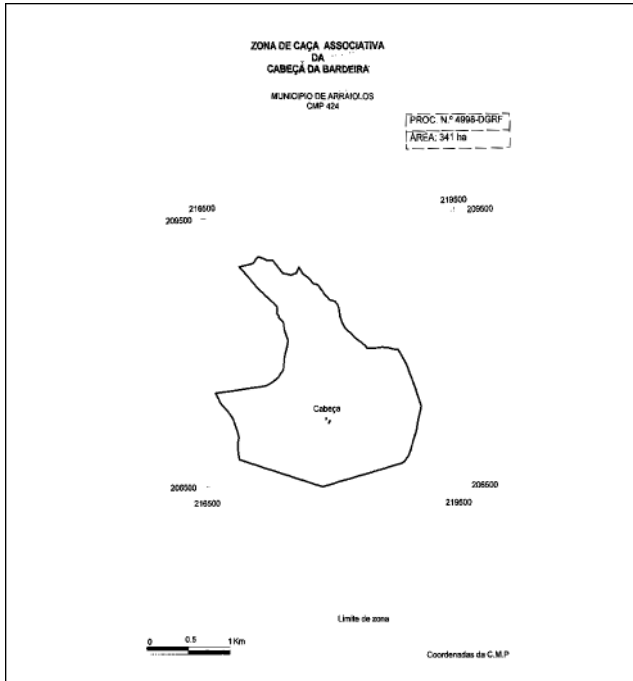 ZONA DE CAÇA ASSOCIATIVA
DA
CABEÇA DA BARDEIRA
MUNICIPIO DE ARRAIOLOS
CMP 424
PROC. N.º 4998-DGRF
ÁREA: 341 ha
216500
209500
219500
209500
Cabeça
206500
216500
206500
219500
Limite de zona
0 0.5 1 Km
Coordenadas da C.M.P